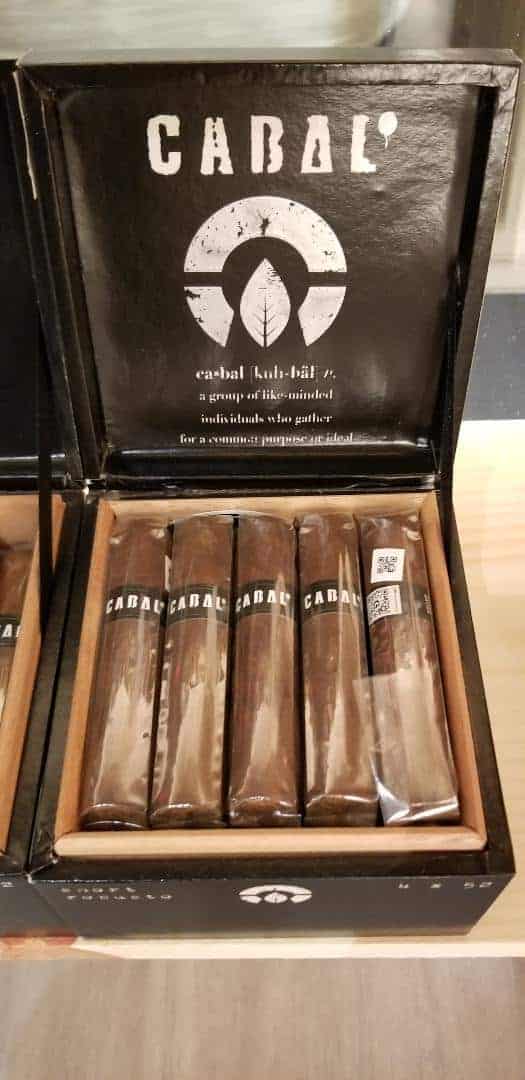 CABAL
ca•bal [kuh-bäl] n.
a group of like-minded
individuals who gather
for a common purpose or ideal
CABAL CABAL CABAL CABAL
short
robusto
4 x 52